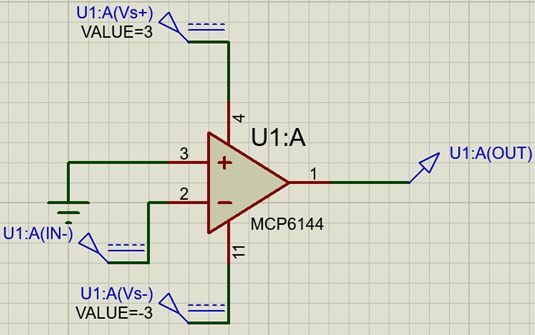 U1:A(Vs+)
VALUE=3
4
U1:A
3
+
1
U1:A(OUT)
2
−
MCP6144
U1:A(IN-)
11
U1:A(Vs-)
VALUE=-3